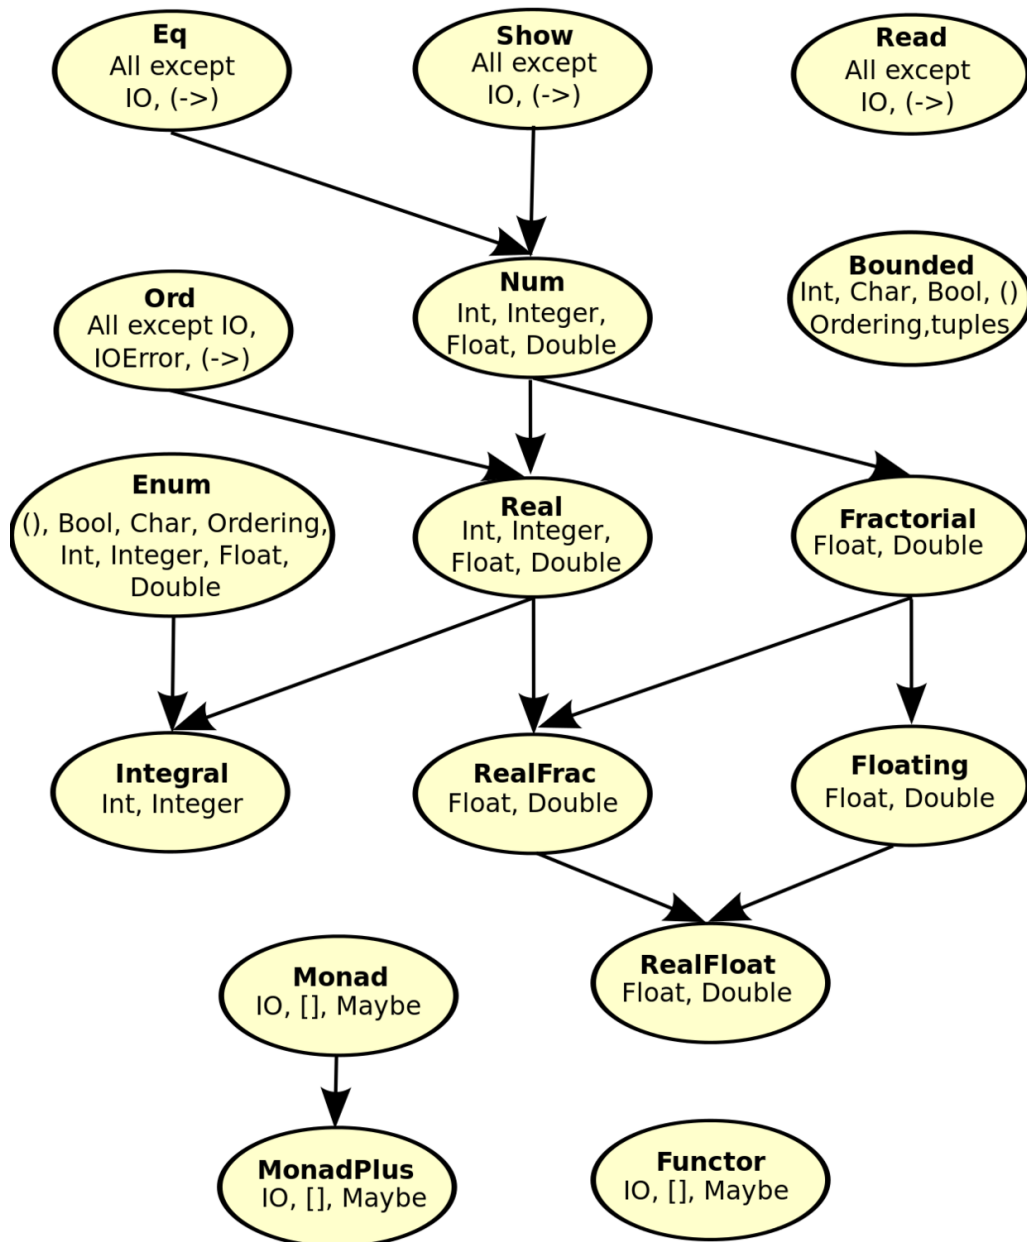 Eq
All except
IO, (->)
Show
All except
IO, (->)
Read
All except
IO, (->)
Ord
All except IO,
IOError, (->)
Num
Int, Integer,
Float, Double
Bounded
Int, Char, Bool, ()
Ordering,tuples
Enum
(), Bool, Char, Ordering,
Int, Integer, Float,
Double
Real
Int, Integer,
Float, Double
Fractorial
Float, Double
Integral
Int, Integer
RealFrac
Float, Double
Floating
Float, Double
Monad
IO, [], Maybe
RealFloat
Float, Double
MonadPlus
IO, [], Maybe
Functor
IO, [], Maybe